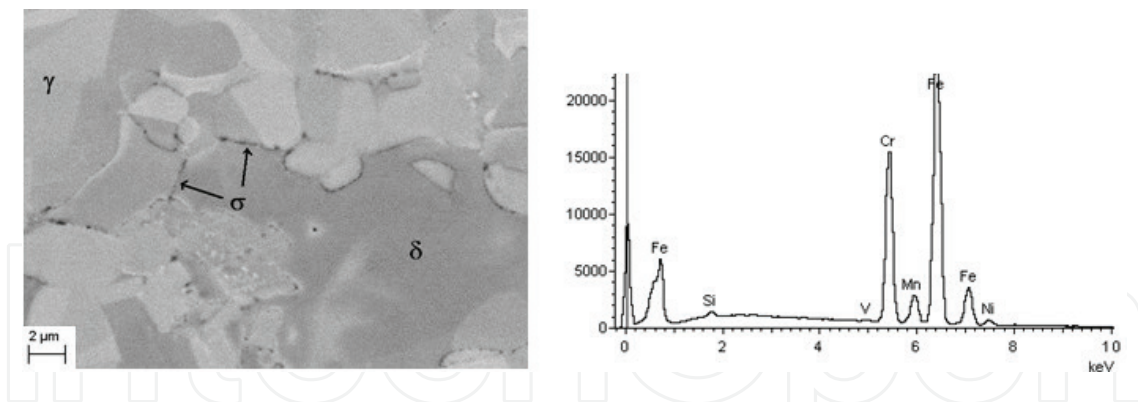 γ
σ
δ
2 µm
20000
15000
10000
5000
0
Fe
Si
V
Cr
Mn
Fe
Fe
Ni
0 2 4 6 8 10
keV